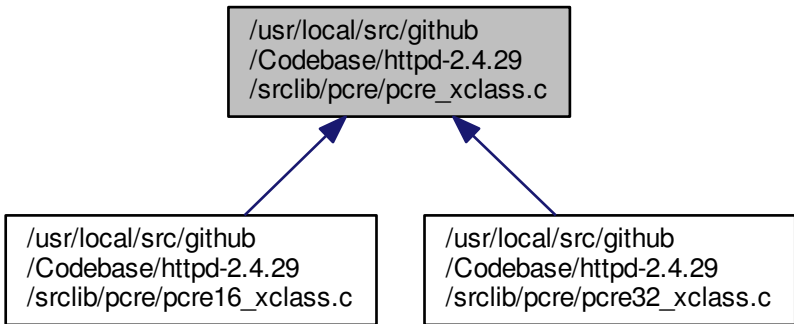 /usr/local/src/github
/Codebase/httpd-2.4.29
/srclib/pcre/pcre_xclass.c
/usr/local/src/github
/Codebase/httpd-2.4.29
/srclib/pcre/pcre16_xclass.c
/usr/local/src/github
/Codebase/httpd-2.4.29
/srclib/pcre/pcre32_xclass.c